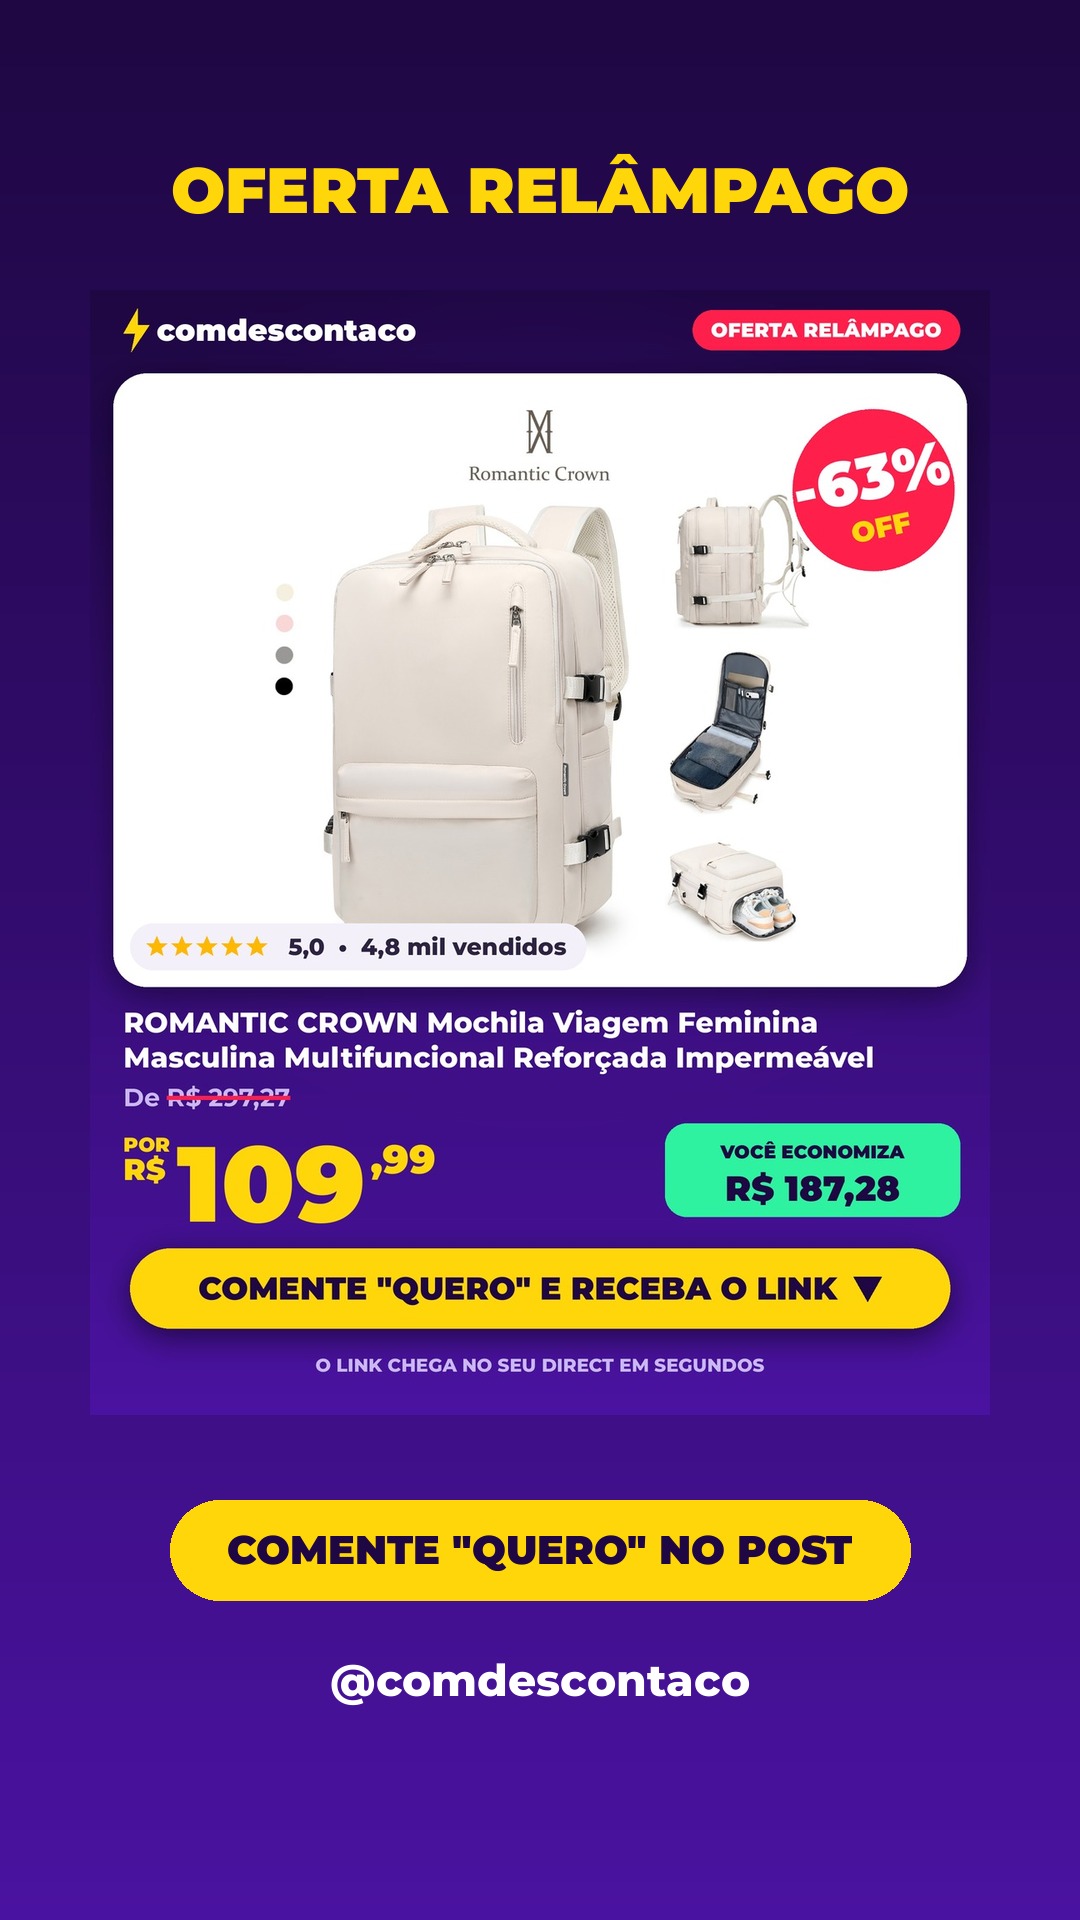 OFERTA RELÂMPAGO
comdescontaco
OFERTA RELÂMPAGO
Romantic Crown
-63%
OFF
5,0 • 4,8 mil vendidos
ROMANTIC CROWN Mochila Viagem Feminina
Masculina Multifuncional Reforçada Impermeável
De R$ 297,27
POR
R$ 109,99
VOCÊ ECONOMIZA
R$ 187,28
COMENTE "QUERO" E RECEBA O LINK ▼
O LINK CHEGA NO SEU DIRECT EM SEGUNDOS
COMENTE "QUERO" NO POST
@comdescontaco